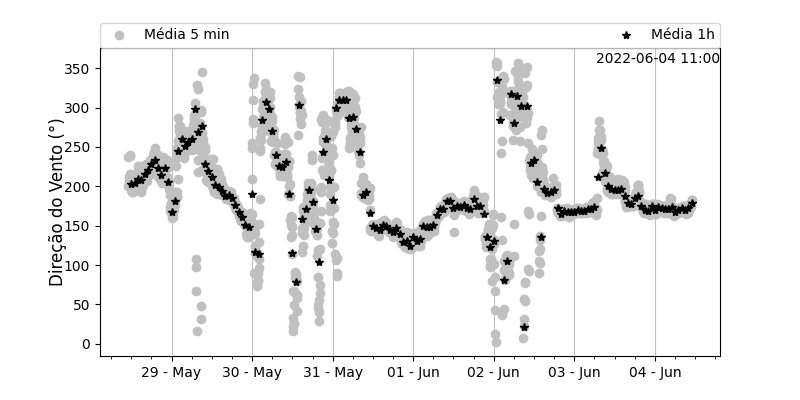 Média 5 min
Média 1h
2022-06-04 11:00
Direção do Vento (°)
350
300
250
200
150
100
50
0
29 - May
30 - May
31 - May
01 - Jun
02 - Jun
03 - Jun
04 - Jun